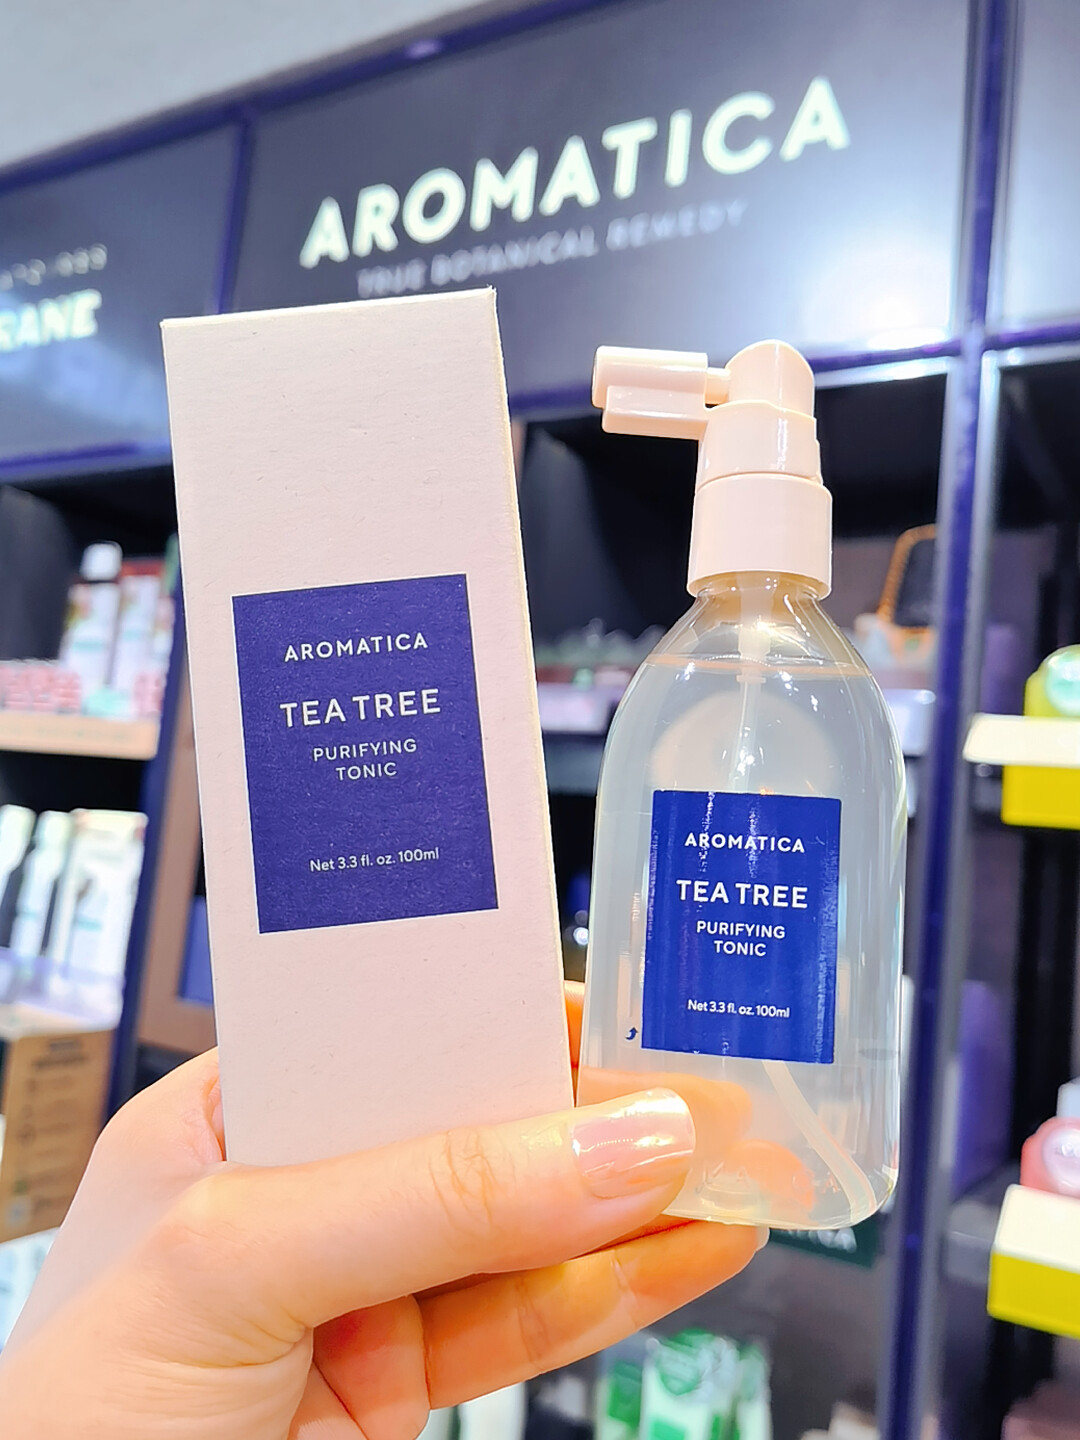 AROMATICA
TRUE BOTANICAL REMEDY
AROMATICA
TEA TREE
PURIFYING
TONIC
Net 3.3 fl. oz. 100ml
AROMATICA
TEA TREE
PURIFYING
TONIC
Net 3.3 fl. oz. 100ml